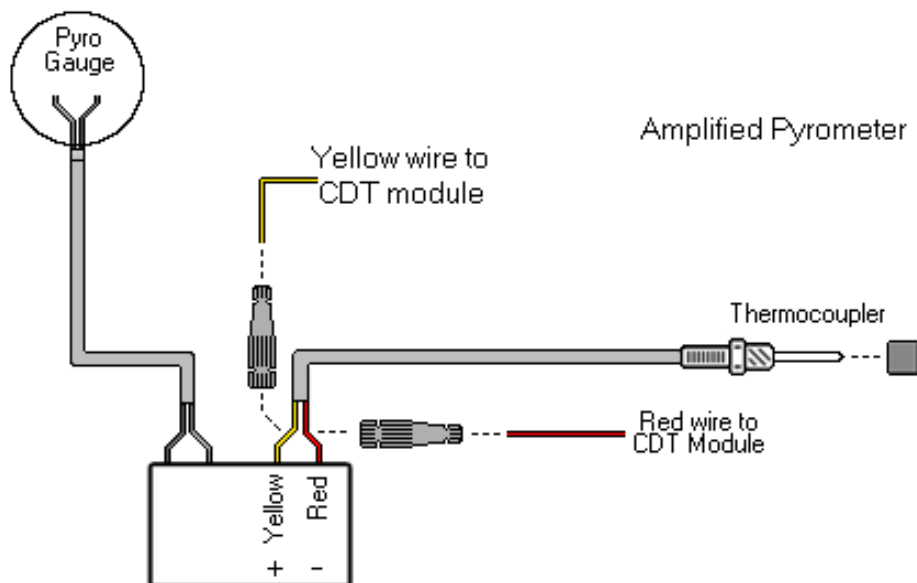 Pyro
Gauge
Amplified Pyrometer
Yellow wire to
CDT module
Thermocoupler
Red wire to
CDT Module
Yellow
Red
+
-